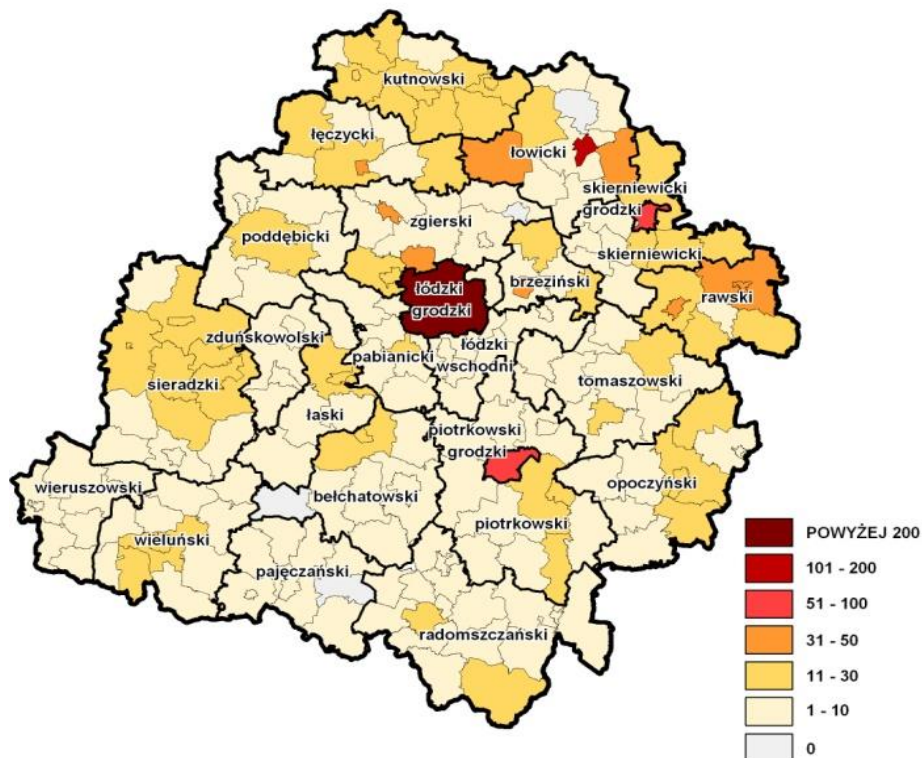 kutnowski
łęczycki
łowicki
skierniewicki
grodzki
zgierski
poddębicki
skierniewicki
brzeziński
rawski
łódzki
grodzki
zduńskowolski
łódzki
wschodni
pabianicki
sieradzki
tomaszowski
łaski
piotrkowski
grodzki
wieruszowski
bełchatowski
opoczyński
piotrkowski
wieluński
pajęczański
radomszczański
POWYŻEJ 200
101 - 200
51 - 100
31 - 50
11 - 30
1 - 10
0